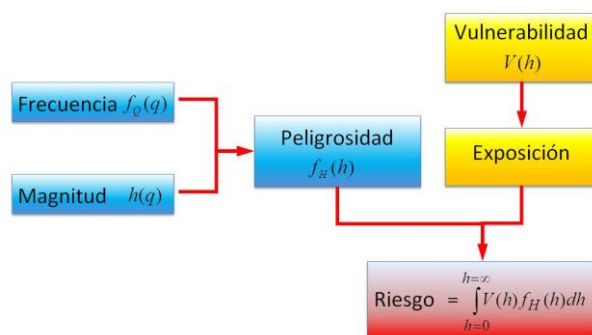 Vulnerabilidad
V(h)
Frecuencia f_Q(q)
Peligrosidad
f_H(h)
Exposición
Magnitud h(q)
h=∞
Riesgo = ∫V(h)f_H(h)dh
h=0